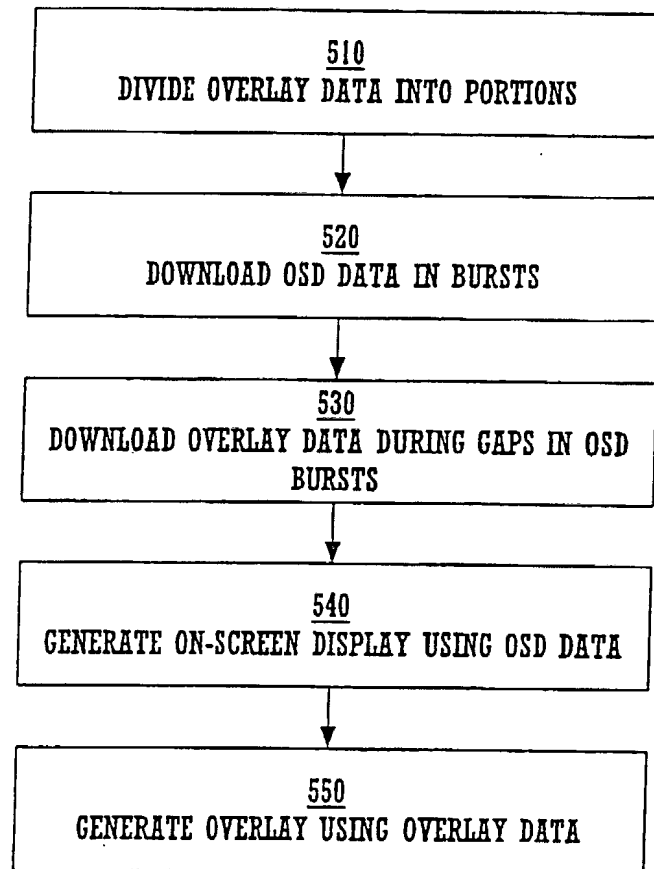 510
DIVIDE OVERLAY DATA INTO PORTIONS
520
DOWNLOAD OSD DATA IN BURSTS
530
DOWNLOAD OVERLAY DATA DURING GAPS IN OSD
BURSTS
540
GENERATE ON-SCREEN DISPLAY USING OSD DATA
550
GENERATE OVERLAY USING OVERLAY DATA